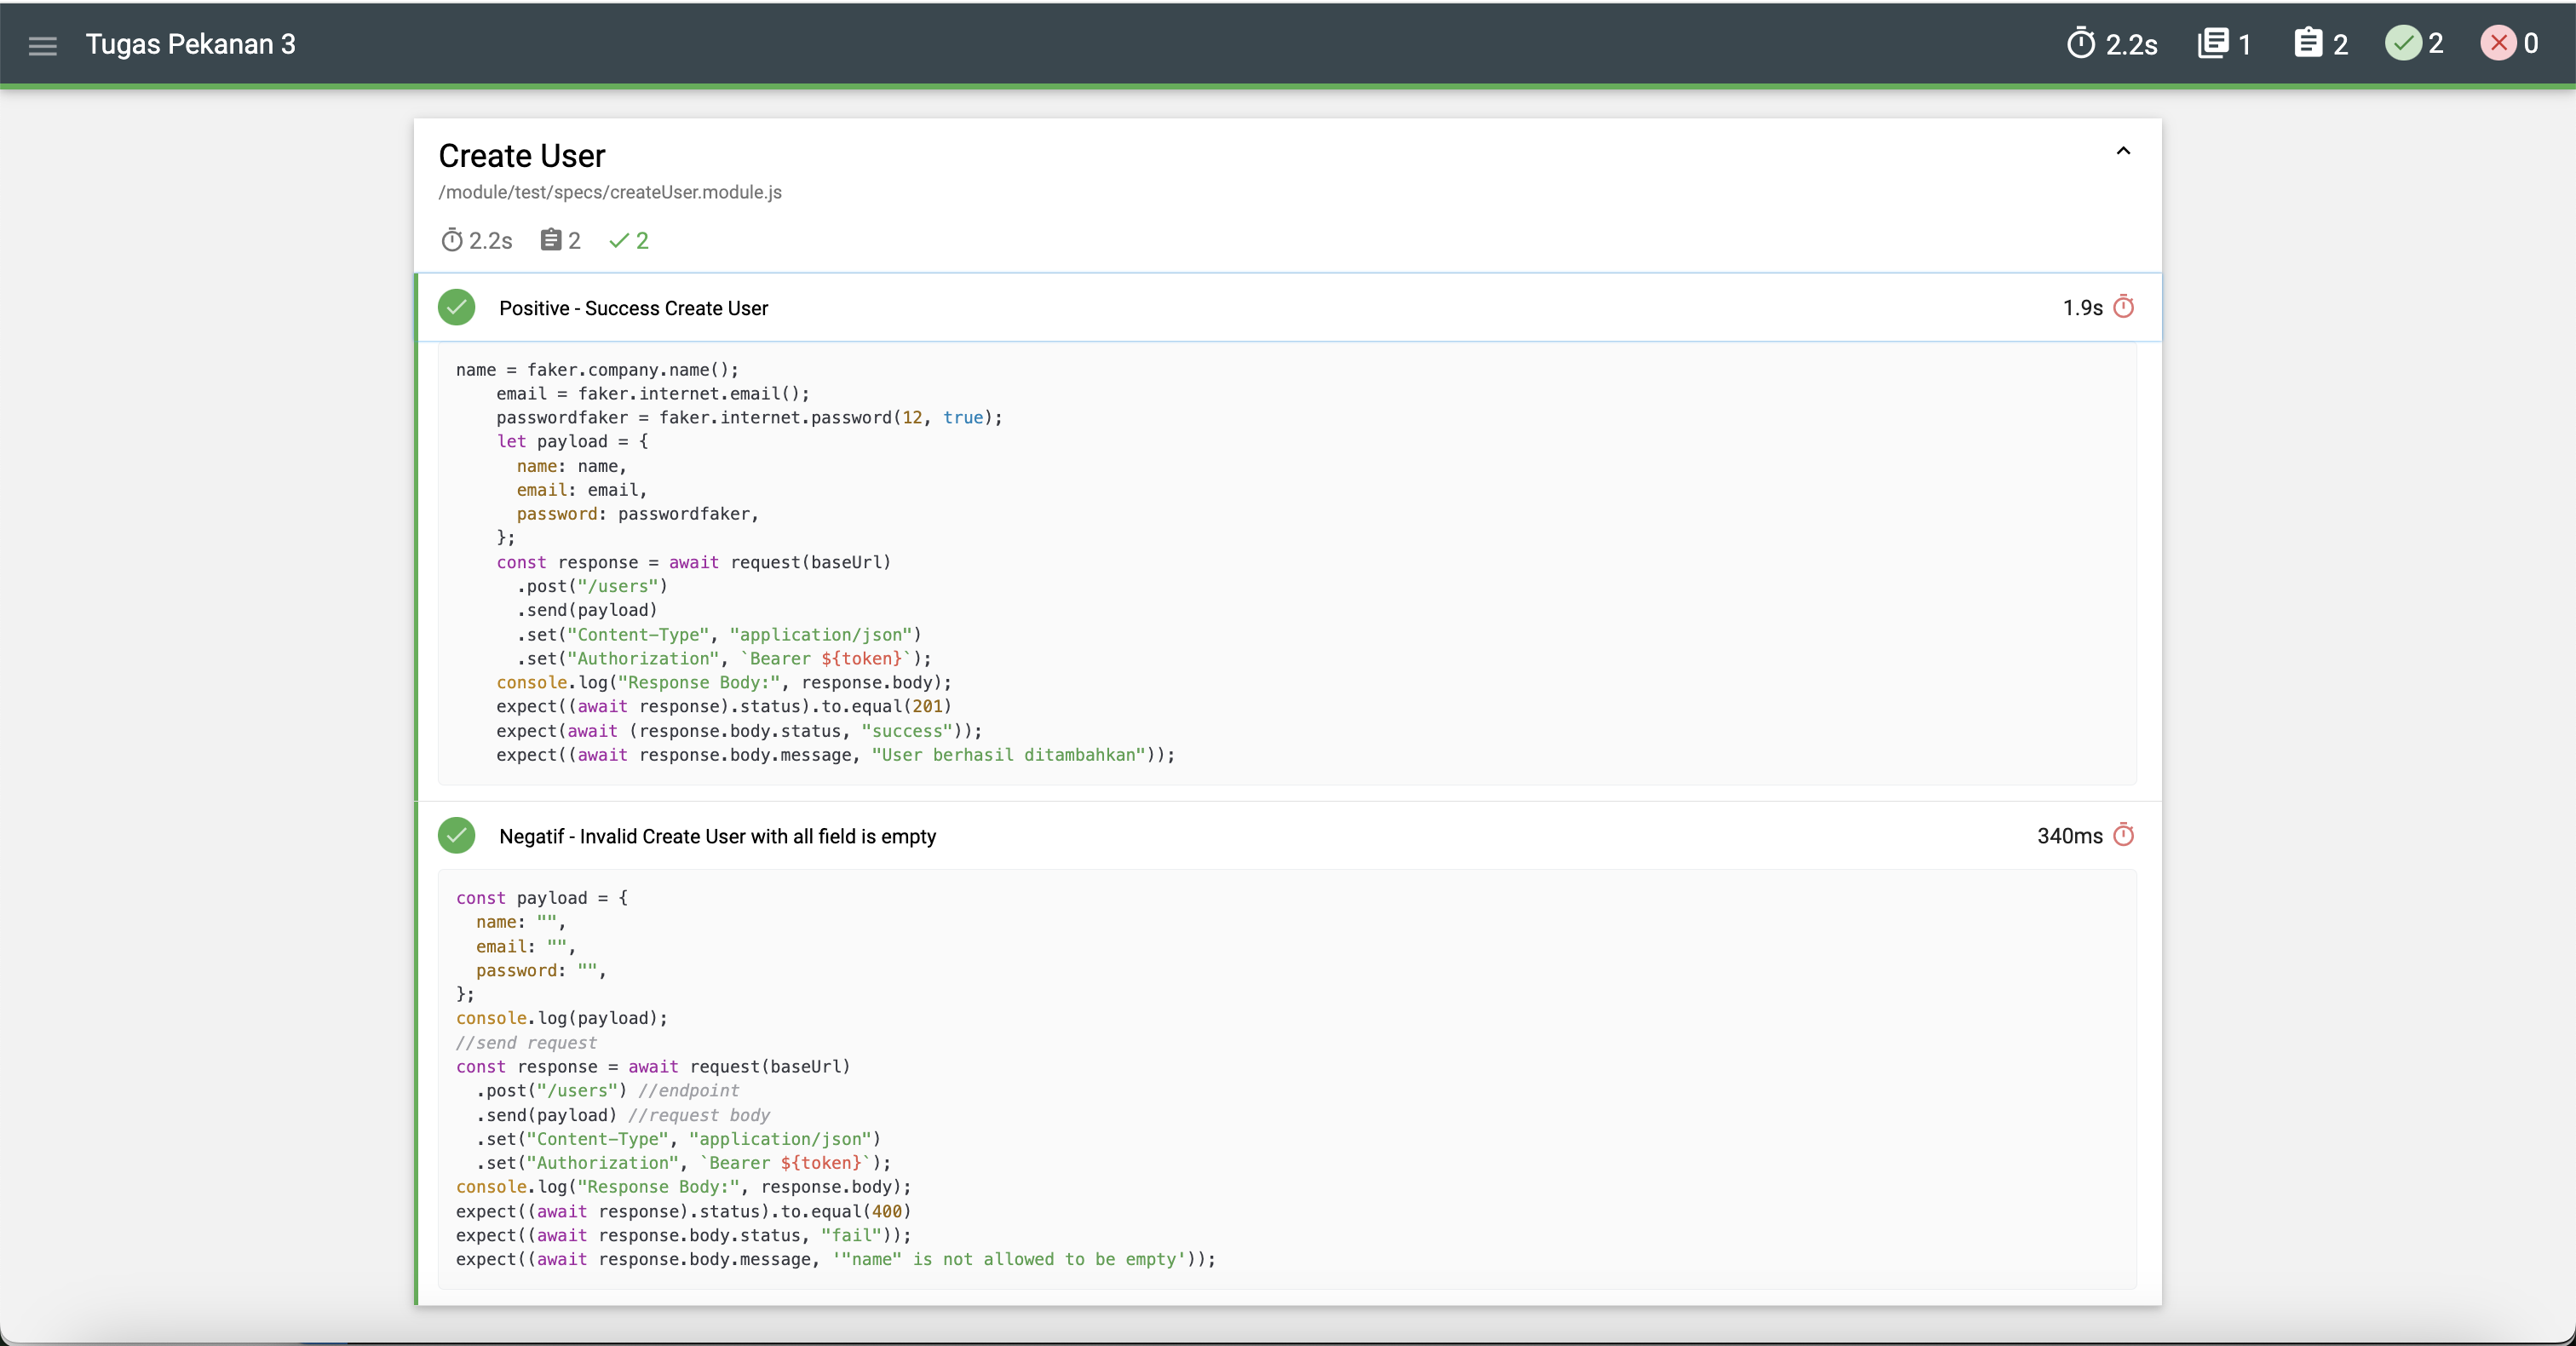 Tugas Pekanan 3
2.2s 1 2 2 0
Create User
/module/test/specs/createUser.module.js
2.2s 2 2
Positive - Success Create User 1.9s
name = faker.company.name();
    email = faker.internet.email();
    passwordfaker = faker.internet.password(12, true);
    let payload = {
      name: name,
      email: email,
      password: passwordfaker,
    };
    const response = await request(baseUrl)
      .post("/users")
      .send(payload)
      .set("Content-Type", "application/json")
      .set("Authorization", `Bearer ${token}`);
    console.log("Response Body:", response.body);
    expect((await response).status).to.equal(201)
    expect(await (response.body.status, "success"));
    expect((await response.body.message, "User berhasil ditambahkan"));
Negatif - Invalid Create User with all field is empty 340ms
const payload = {
  name: "",
  email: "",
  password: "",
};
console.log(payload);
//send request
const response = await request(baseUrl)
  .post("/users") //endpoint
  .send(payload) //request body
  .set("Content-Type", "application/json")
  .set("Authorization", `Bearer ${token}`);
console.log("Response Body:", response.body);
expect((await response).status).to.equal(400)
expect((await response.body.status, "fail"));
expect((await response.body.message, '"name" is not allowed to be empty'));